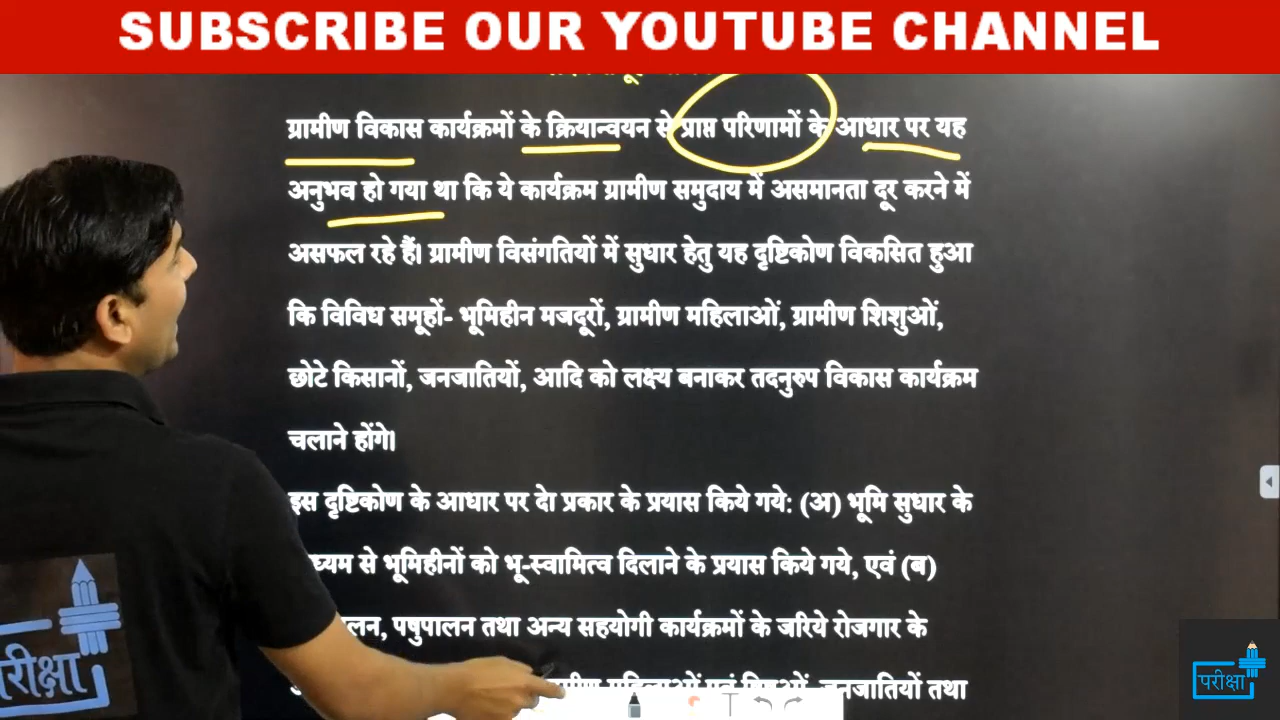 SUBSCRIBE OUR YOUTUBE CHANNEL
ग्रामीण विकास कार्यक्रमों के क्रियान्वयन से प्राप्त परिणामों के आधार पर यह
अनुभव हो गया था कि ये कार्यक्रम ग्रामीण समुदाय में असमानता दूर करने में
असफल रहे हैं। ग्रामीण विसंगतियों में सुधार हेतु यह दृष्टिकोण विकसित हुआ
कि विविध समूहों- भूमिहीन मजदूरों, ग्रामीण महिलाओं, ग्रामीण शिशुओं,
छोटे किसानों, जनजातियों, आदि को लक्ष्य बनाकर तदनुरुप विकास कार्यक्रम
चलाने होंगे।
इस दृष्टिकोण के आधार पर देा प्रकार के प्रयास किये गये: (अ) भूमि सुधार के
से भूमिहीनों को भू-स्वामित्व दिलाने के प्रयास किये गये, एवं (ब)
पषुपालन तथा अन्य सहयोगी कार्यक्रमों के जरिये रोजगार के
जनजातियों तथा
परीक्षा
परीक्षा